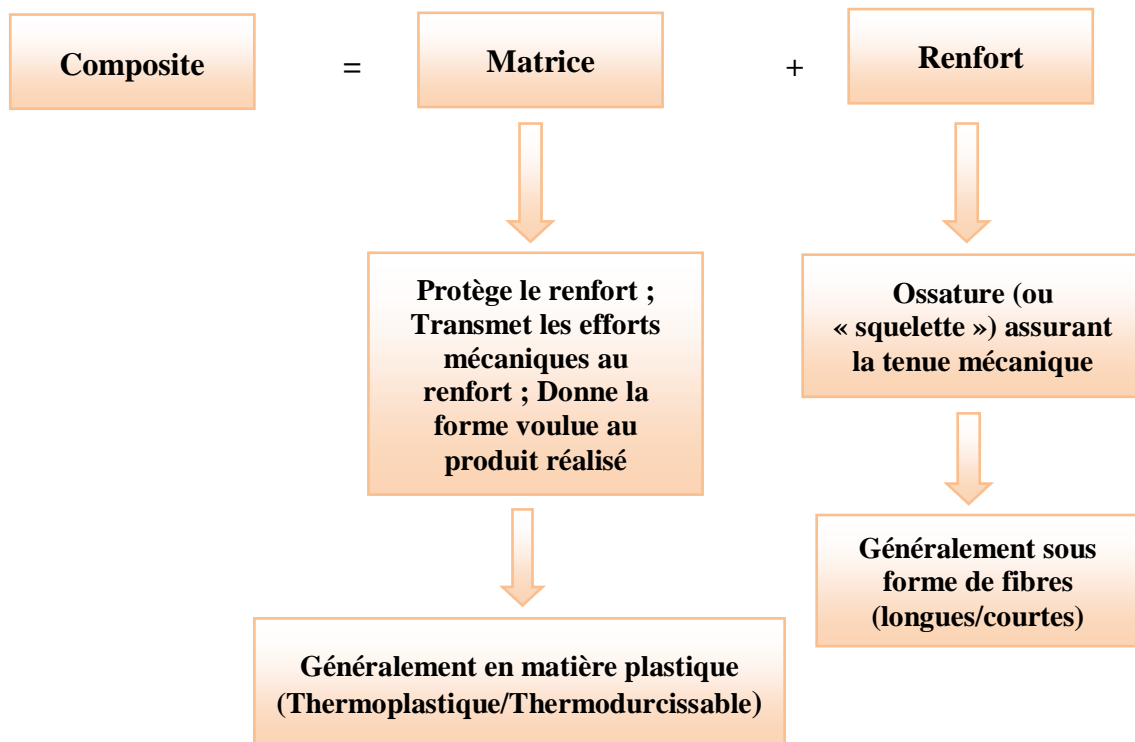 Composite = Matrice + Renfort
Protège le renfort ;
Transmet les efforts
mécaniques au
renfort ; Donne la
forme voulue au
produit réalisé
Ossature (ou
« squelette ») assurant
la tenue mécanique
Généralement sous
forme de fibres
(longues/courtes)
Généralement en matière plastique
(Thermoplastique/Thermodurcissable)